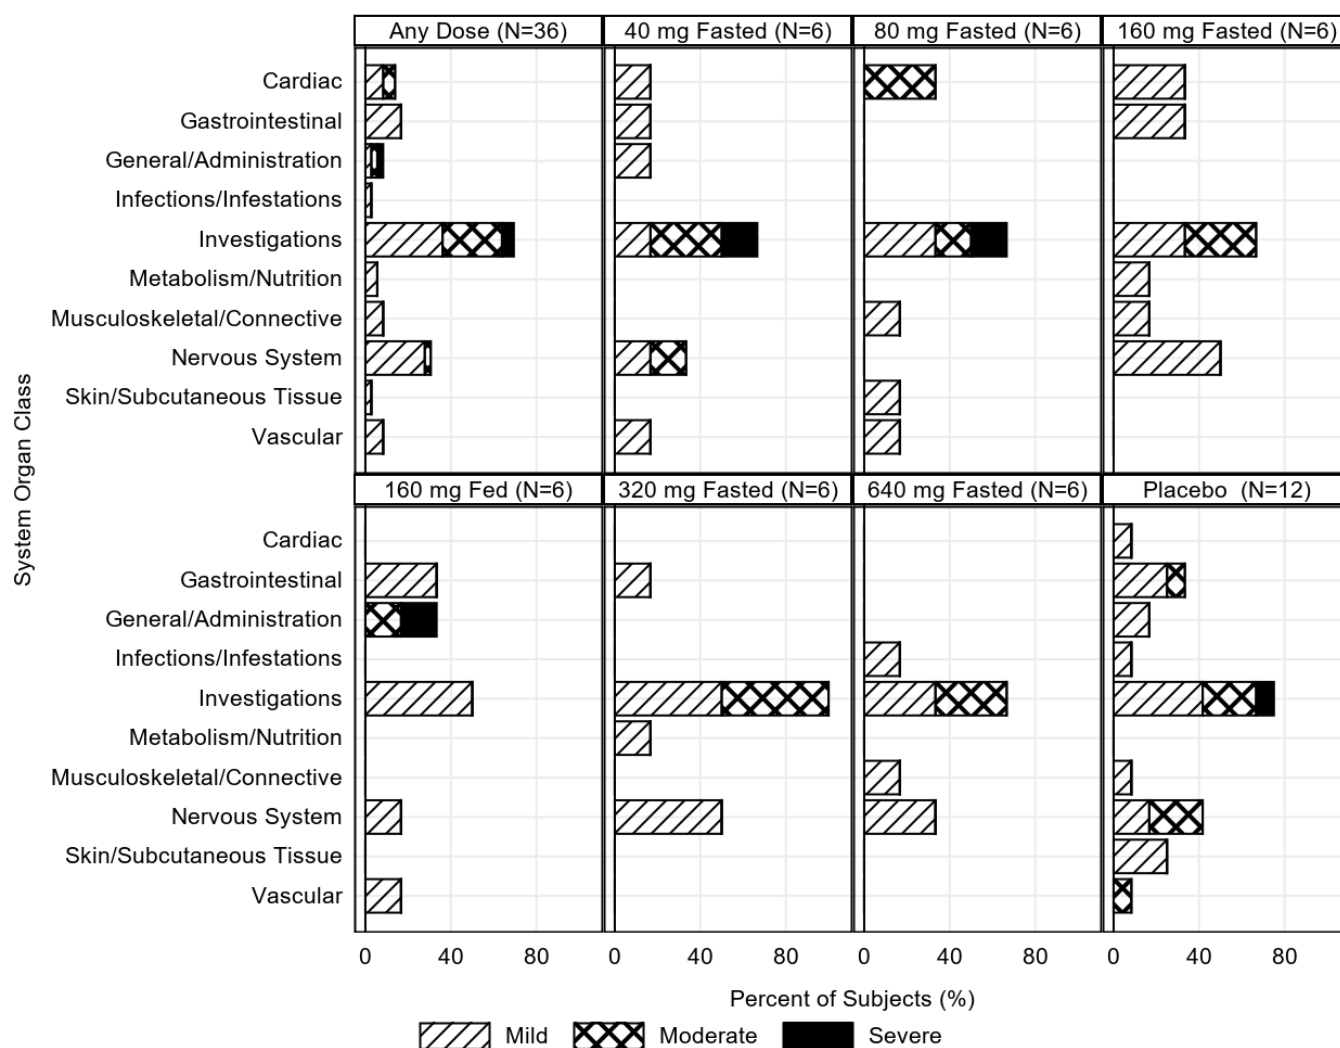 Any Dose (N=36)
40 mg Fasted (N=6)
80 mg Fasted (N=6)
160 mg Fasted (N=6)
Cardiac
Gastrointestinal
General/Administration
Infections/Infestations
Investigations
Metabolism/Nutrition
Musculoskeletal/Connective
Nervous System
Skin/Subcutaneous Tissue
Vascular
System Organ Class
160 mg Fed (N=6)
320 mg Fasted (N=6)
640 mg Fasted (N=6)
Placebo (N=12)
Cardiac
Gastrointestinal
General/Administration
Infections/Infestations
Investigations
Metabolism/Nutrition
Musculoskeletal/Connective
Nervous System
Skin/Subcutaneous Tissue
Vascular
0 40 80 0 40 80 0 40 80 0 40 80
Percent of Subjects (%)
Mild Moderate Severe